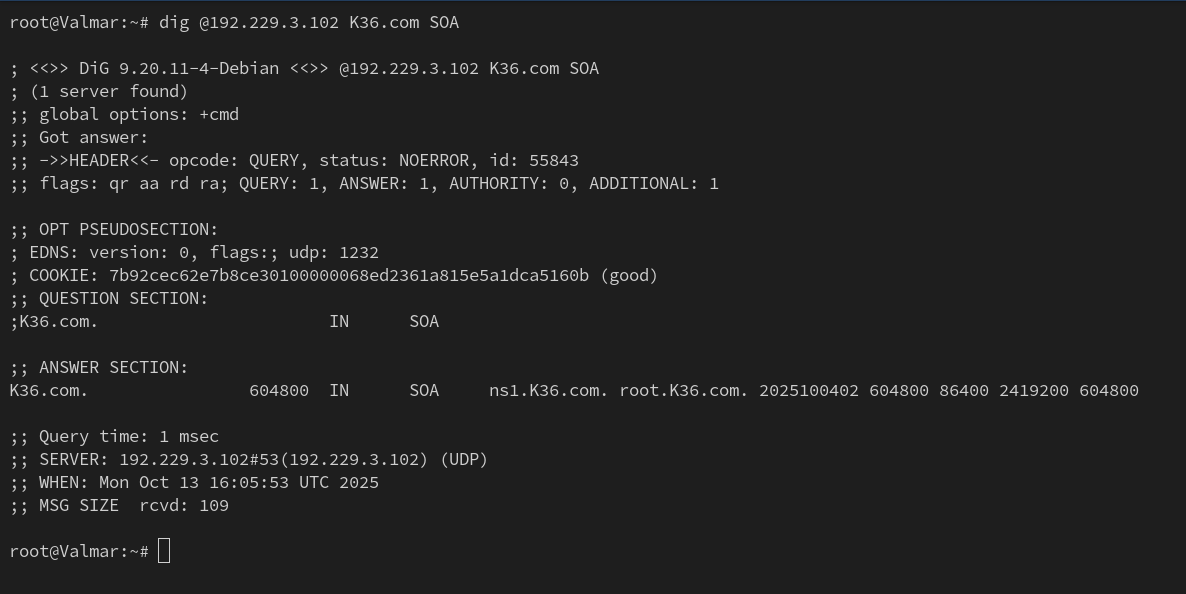 root@Valmar:~# dig @192.229.3.102 K36.com SOA
; <<>> DiG 9.20.11-4-Debian <<>> @192.229.3.102 K36.com SOA
; (1 server found)
;; global options: +cmd
;; Got answer:
;; ->>HEADER<<- opcode: QUERY, status: NOERROR, id: 55843
;; flags: qr aa rd ra; QUERY: 1, ANSWER: 1, AUTHORITY: 0, ADDITIONAL: 1
;; OPT PSEUDOSECTION:
; EDNS: version: 0, flags:; udp: 1232
; COOKIE: 7b92cec62e7b8ce30100000068ed2361a815e5a1dca5160b (good)
;; QUESTION SECTION:
;K36.com. IN SOA
;; ANSWER SECTION:
K36.com. 604800 IN SOA ns1.K36.com. root.K36.com. 2025100402 604800 86400 2419200 604800
;; Query time: 1 msec
;; SERVER: 192.229.3.102#53(192.229.3.102) (UDP)
;; WHEN: Mon Oct 13 16:05:53 UTC 2025
;; MSG SIZE rcvd: 109
root@Valmar:~#